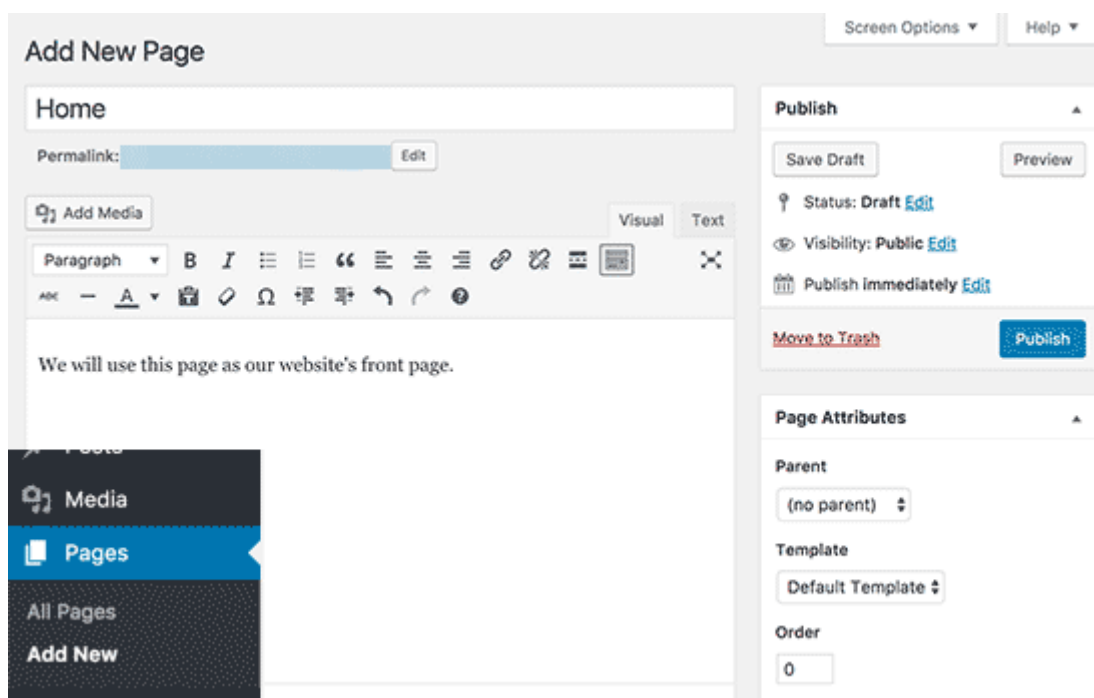 Screen Options
Help
Add New Page
Home
Permalink:
Edit
Add Media
Visual
Text
Paragraph
B
I
ABC
A
Ω
We will use this page as our website's front page.
Posts
Media
Pages
All Pages
Add New
Publish
Save Draft
Preview
Status: Draft Edit
Visibility: Public Edit
Publish immediately Edit
Move to Trash
Publish
Page Attributes
Parent
(no parent)
Template
Default Template
Order
0